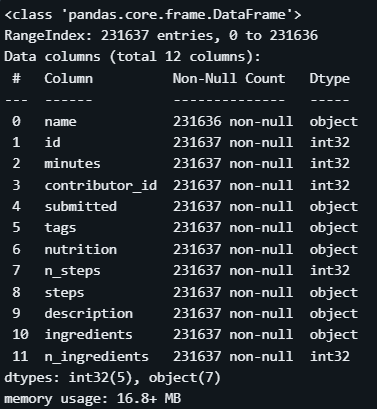 <class 'pandas.core.frame.DataFrame'>
RangeIndex: 231637 entries, 0 to 231636
Data columns (total 12 columns):
 #   Column          Non-Null Count   Dtype
---  ------          --------------   -----
 0   name            231636 non-null  object
 1   id              231637 non-null  int32
 2   minutes         231637 non-null  int32
 3   contributor_id  231637 non-null  int32
 4   submitted       231637 non-null  object
 5   tags            231637 non-null  object
 6   nutrition       231637 non-null  object
 7   n_steps         231637 non-null  int32
 8   steps           231637 non-null  object
 9   description     231637 non-null  object
 10  ingredients     231637 non-null  object
 11  n_ingredients   231637 non-null  int32
dtypes: int32(5), object(7)
memory usage: 16.8+ MB